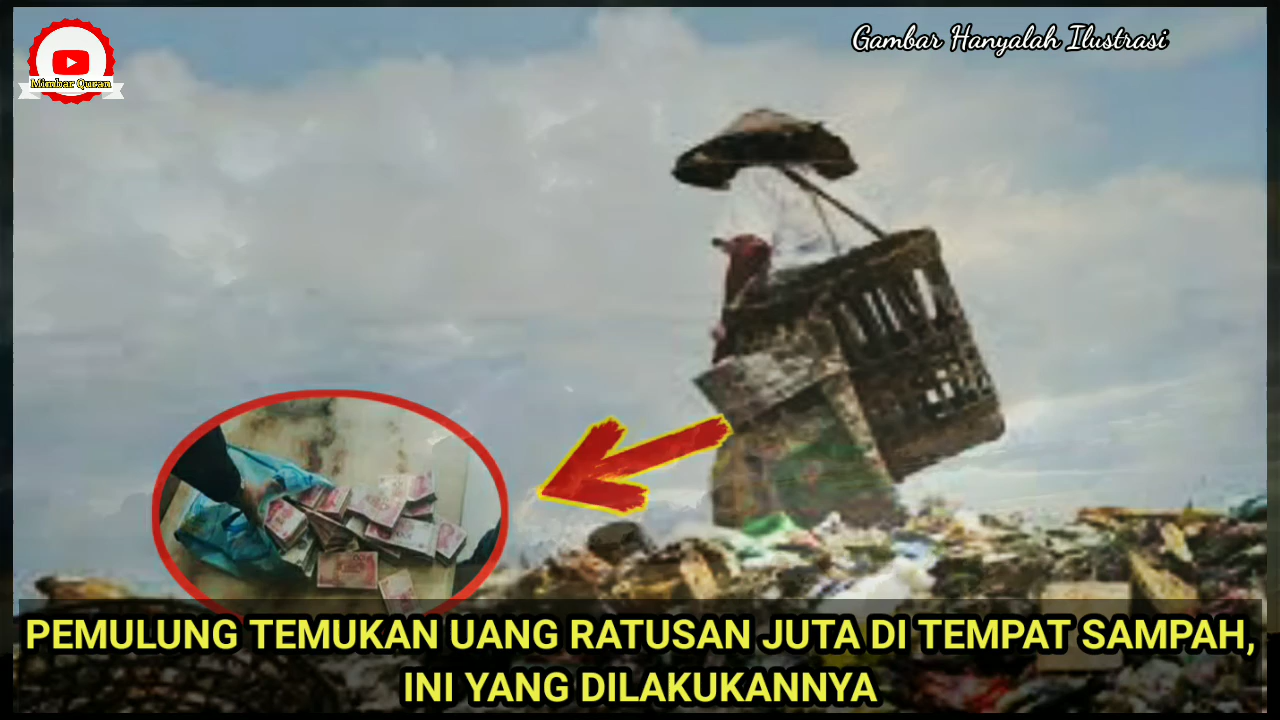 Gambar Hanyalah Ilustrasi
Mimbar Quran
PEMULUNG TEMUKAN UANG RATUSAN JUTA DI TEMPAT SAMPAH,
INI YANG DILAKUKANNYA